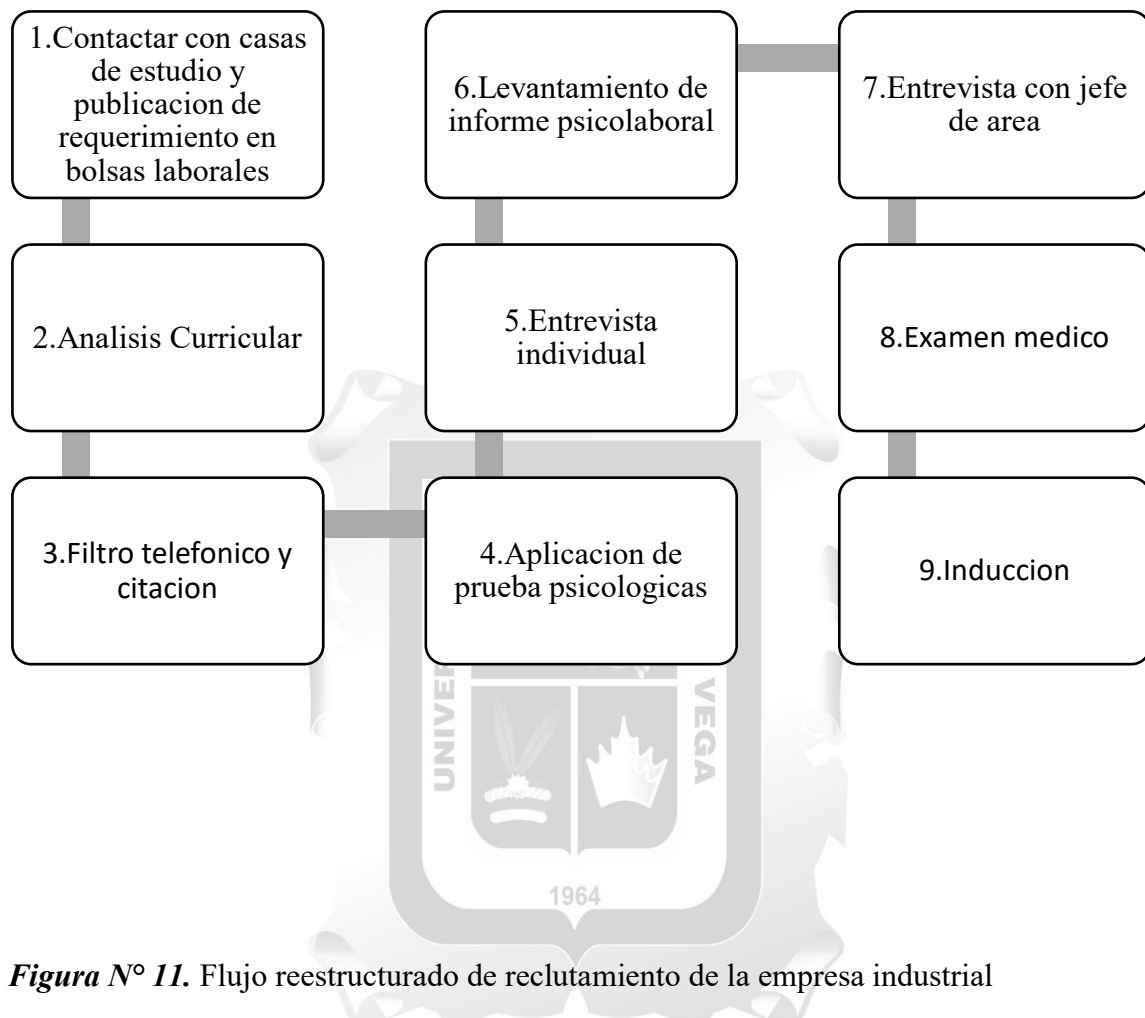 1.Contactar con casas
de estudio y
publicacion de
requerimiento en
bolsas laborales
2.Analisis Curricular
3.Filtro telefonico y
citacion
4.Aplicacion de
prueba psicologicas
5.Entrevista
individual
6.Levantamiento de
informe psicolaboral
7.Entrevista con jefe
de area
8.Examen medico
9.Induccion
UNIVER
VEGA
1964
Figura N° 11. Flujo reestructurado de reclutamiento de la empresa industrial